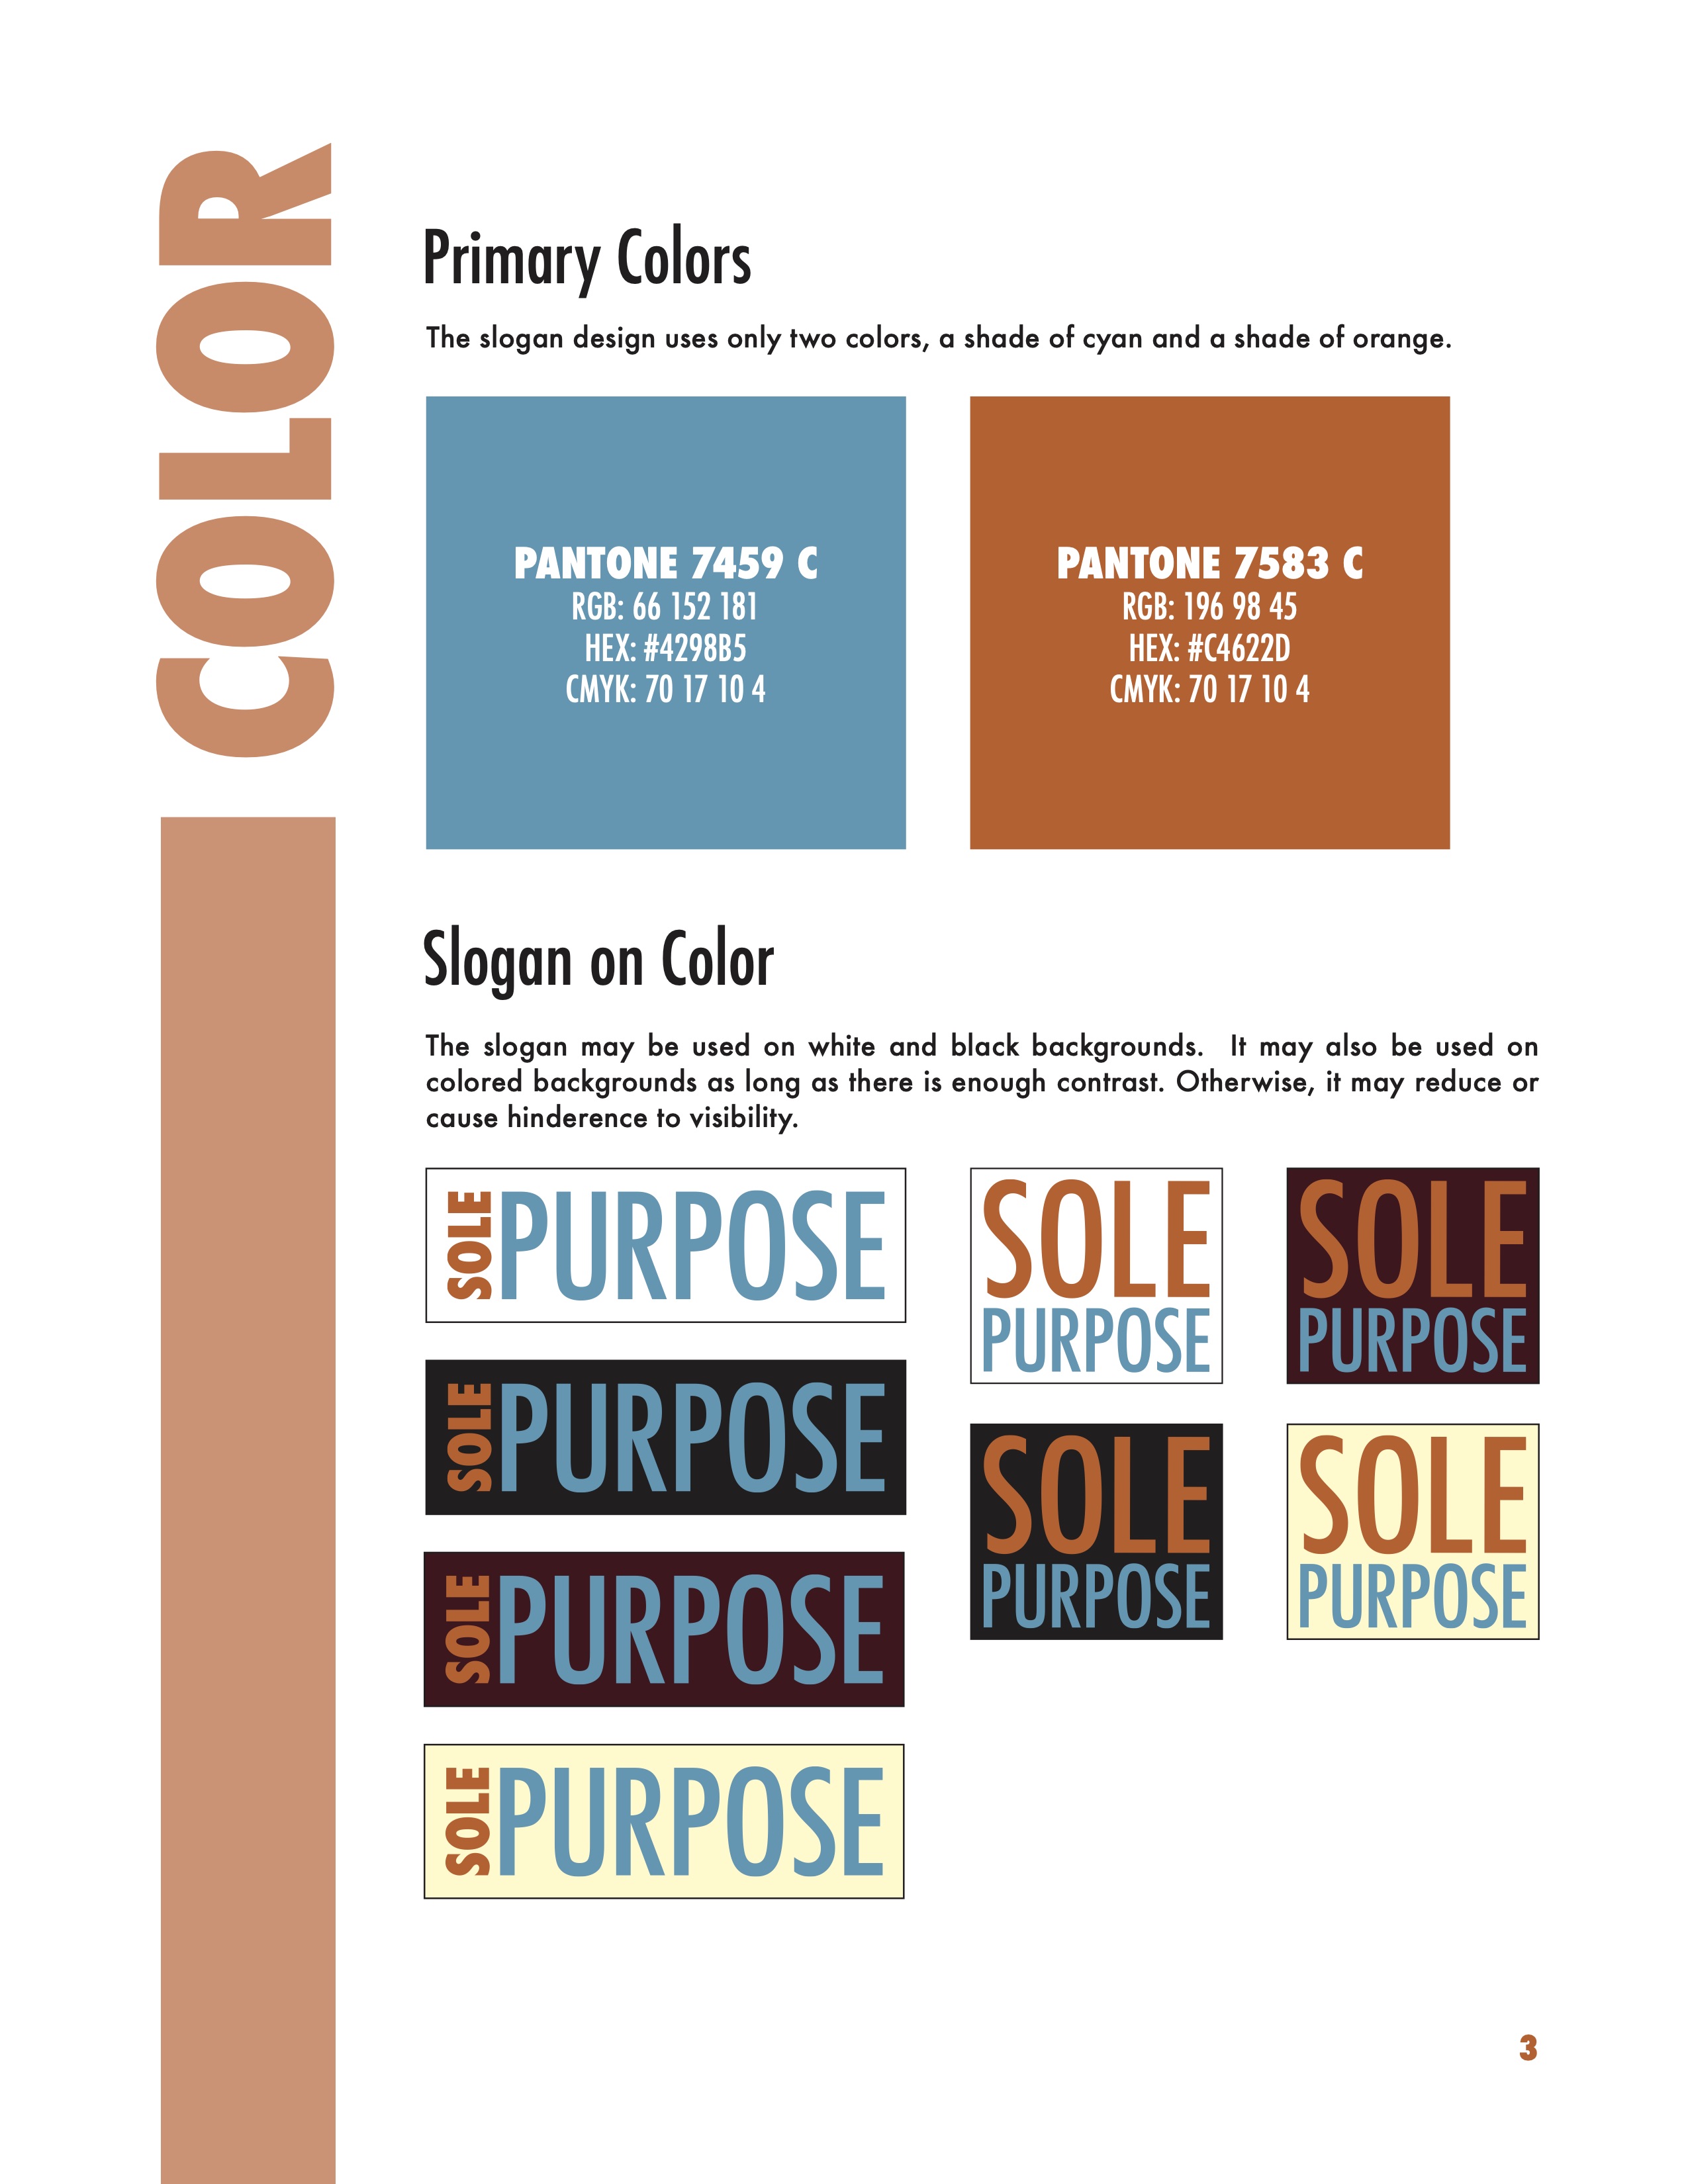 COLOR
Primary Colors
The slogan design uses only two colors, a shade of cyan and a shade of orange.
PANTONE 7459 C
RGB: 66 152 181
HEX: #4298B5
CMYK: 70 17 10 4
PANTONE 7583 C
RGB: 196 98 45
HEX: #C4622D
CMYK: 70 17 10 4
Slogan on Color
The slogan may be used on white and black backgrounds. It may also be used on
colored backgrounds as long as there is enough contrast. Otherwise, it may reduce or
cause hinderence to visibility.
SOLE PURPOSE
SOLE PURPOSE
SOLE PURPOSE
SOLE PURPOSE
SOLE
PURPOSE
SOLE
PURPOSE
SOLE
PURPOSE
SOLE
PURPOSE
3